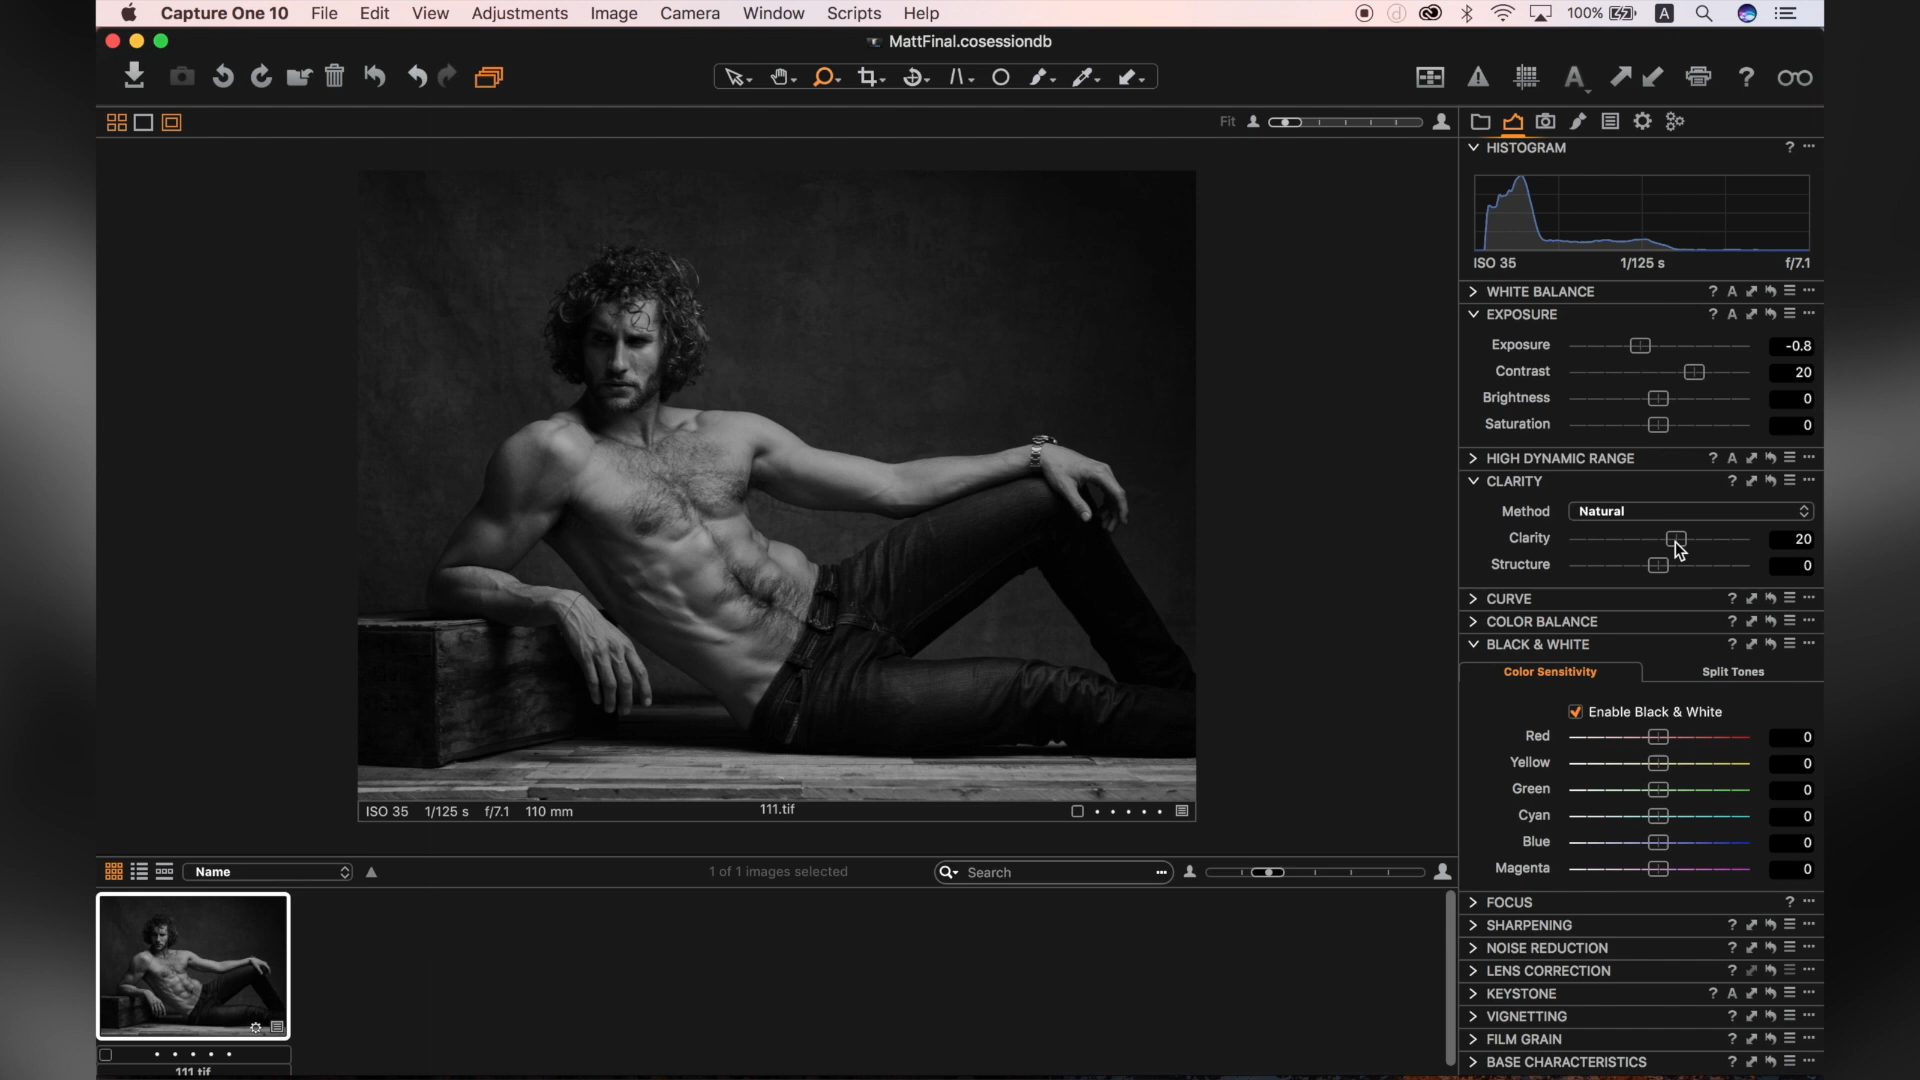 Capture One 10 File Edit View Adjustments Image Camera Window Scripts Help 100% A
MattFinal.cosessiondb
A ?
Fit
HISTOGRAM ?
ISO 35 1/125 s f/7.1
WHITE BALANCE ? A
EXPOSURE ? A
Exposure -0.8
Contrast 20
Brightness 0
Saturation 0
HIGH DYNAMIC RANGE ? A
CLARITY ?
Method Natural
Clarity 20
Structure 0
CURVE ?
COLOR BALANCE ?
BLACK & WHITE ?
Color Sensitivity Split Tones
Enable Black & White
Red 0
Yellow 0
Green 0
Cyan 0
Blue 0
Magenta 0
FOCUS ?
SHARPENING ?
NOISE REDUCTION ?
LENS CORRECTION ?
KEYSTONE ? A
VIGNETTING ?
FILM GRAIN ?
BASE CHARACTERISTICS ?
ISO 35 1/125 s f/7.1 110 mm 111.tif
Name 1 of 1 images selected Search
111.tif